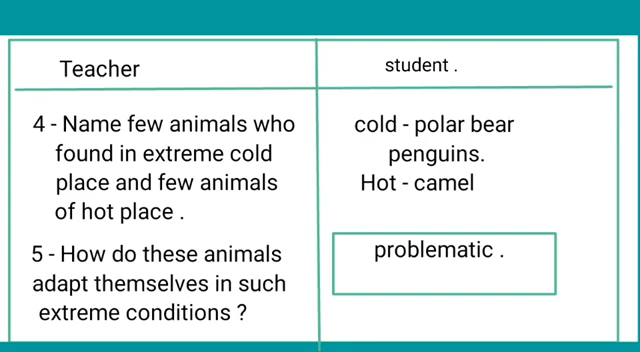 Teacher
student .
4 - Name few animals who
found in extreme cold
place and few animals
of hot place .
cold - polar bear
penguins.
Hot - camel
5 - How do these animals
adapt themselves in such
extreme conditions ?
problematic .